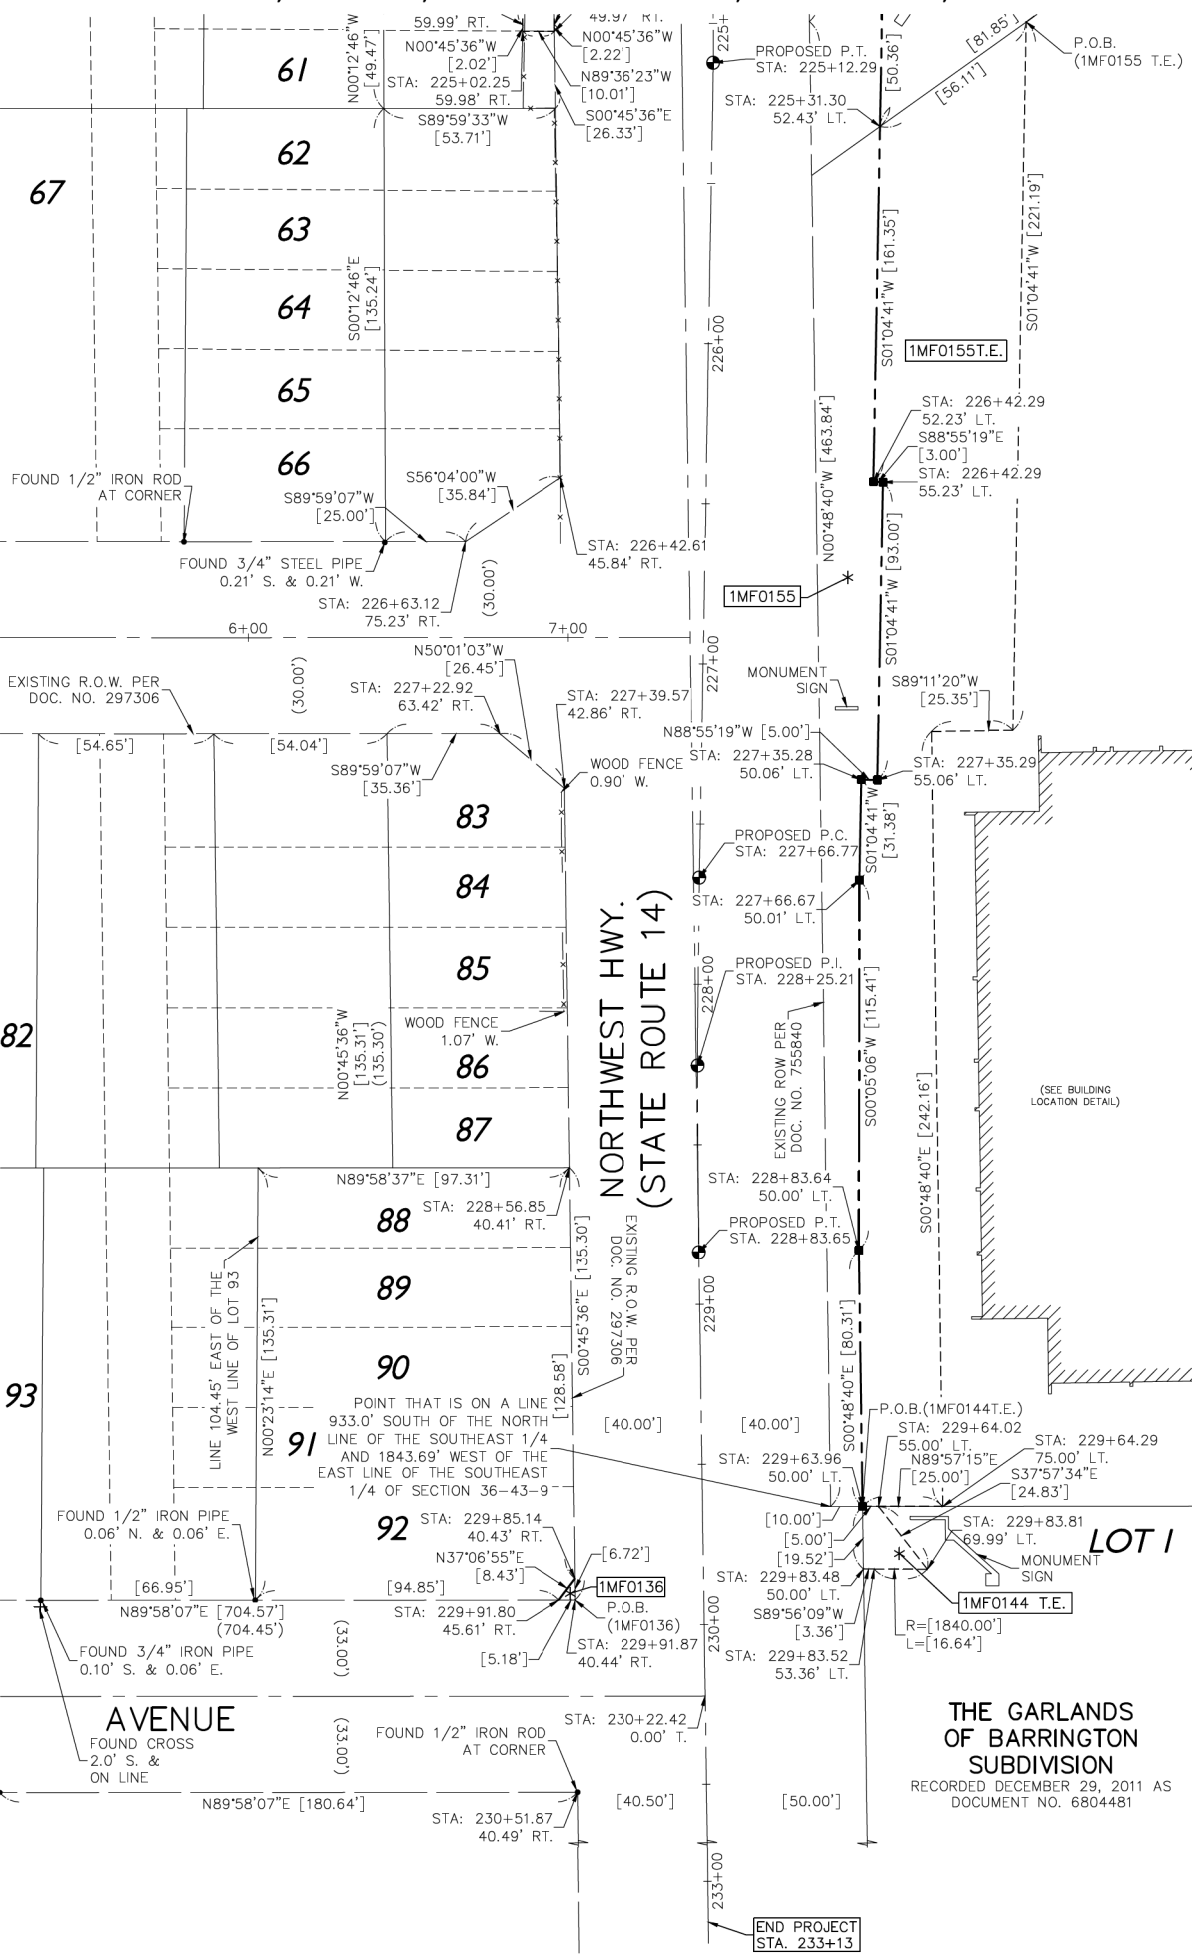 59.99' RT.
49.97' RT.
N00°45'36"W
[2.02']
STA: 225+02.25
59.98' RT.
N00°45'36"W
[2.22']
N89°36'23"W
[10.01']
S00°45'36"E
[26.33']
N00°12'46"W
[49.47']
S89°59'33"W
[53.71']
225+
PROPOSED P.T.
STA: 225+12.29
STA: 225+31.30
52.43' LT.
[50.36']
[81.85']
[56.11']
P.O.B.
(1MF0155 T.E.)
61
62
63
64
65
66
67
S00°12'46"E
[135.24']
226+00
S01°04'41"W [161.35']
S01°04'41"W [221.19']
1MF0155T.E.
STA: 226+42.29
52.23' LT.
S88°55'19"E
[3.00']
STA: 226+42.29
55.23' LT.
N00°48'40"W [463.84']
FOUND 1/2" IRON ROD
AT CORNER
S89°59'07"W
[25.00']
S56°04'00"W
[35.84']
FOUND 3/4" STEEL PIPE
0.21' S. & 0.21' W.
STA: 226+42.61
45.84' RT.
STA: 226+63.12
75.23' RT.
(30.00')
1MF0155
S01°04'41"W [93.00']
6+00
7+00
227+00
(30.00')
EXISTING R.O.W. PER
DOC. NO. 297306
N50°01'03"W
[26.45']
STA: 227+22.92
63.42' RT.
STA: 227+39.57
42.86' RT.
MONUMENT
SIGN
S89°11'20"W
[25.35']
[54.65']
[54.04']
S89°59'07"W
[35.36']
WOOD FENCE
0.90' W.
N88°55'19"W [5.00']
STA: 227+35.28
50.06' LT.
STA: 227+35.29
55.06' LT.
S01°04'41"W
[31.38']
83
84
85
86
87
82
PROPOSED P.C.
STA: 227+66.77
STA: 227+66.67
50.01' LT.
NORTHWEST HWY.
(STATE ROUTE 14)
PROPOSED P.I.
STA. 228+25.21
228+00
WOOD FENCE
1.07' W.
N00°45'36"W
[135.31']
(135.30')
EXISTING ROW PER
DOC. NO. 755840
S00°05'06"W [115.41']
S00°48'40"E [242.16']
(SEE BUILDING
LOCATION DETAIL)
N89°58'37"E [97.31']
STA: 228+56.85
40.41' RT.
STA: 228+83.64
50.00' LT.
PROPOSED P.T.
STA. 228+83.65
88
89
90
91
92
93
LINE 104.45' EAST OF THE
WEST LINE OF LOT 93
N00°23'14"E [135.31']
S00°45'36"E [135.30']
[128.58']
EXISTING R.O.W. PER
DOC. NO. 297306
229+00
S00°48'40"E [80.31']
POINT THAT IS ON A LINE
933.0' SOUTH OF THE NORTH
LINE OF THE SOUTHEAST 1/4
AND 1843.69' WEST OF THE
EAST LINE OF THE SOUTHEAST
1/4 OF SECTION 36-43-9
[40.00']
[40.00']
P.O.B.(1MF0144T.E.)
STA: 229+64.02
55.00' LT.
STA: 229+64.29
75.00' LT.
STA: 229+63.96
50.00' LT.
N89°57'15"E
[25.00']
S37°57'34"E
[24.83']
[10.00']
[5.00']
[19.52']
STA: 229+83.81
69.99' LT.
LOT 1
MONUMENT
SIGN
FOUND 1/2" IRON PIPE
0.06' N. & 0.06' E.
STA: 229+85.14
40.43' RT.
N37°06'55"E
[8.43']
[6.72']
1MF0136
P.O.B.
(1MF0136)
STA: 229+83.48
50.00' LT.
S89°56'09"W
[3.36']
1MF0144 T.E.
R=[1840.00']
L=[16.64']
[66.95']
[94.85']
N89°58'07"E [704.57']
(704.45')
STA: 229+91.80
45.61' RT.
[5.18']
STA: 229+91.87
40.44' RT.
STA: 229+83.52
53.36' LT.
230+00
(33.00')
FOUND 3/4" IRON PIPE
0.10' S. & 0.06' E.
AVENUE
FOUND CROSS
2.0' S. &
ON LINE
(33.00')
FOUND 1/2" IRON ROD
AT CORNER
STA: 230+22.42
0.00' T.
THE GARLANDS
OF BARRINGTON
SUBDIVISION
RECORDED DECEMBER 29, 2011 AS
DOCUMENT NO. 6804481
N89°58'07"E [180.64']
STA: 230+51.87
40.49' RT.
[40.50']
[50.00']
233+00
END PROJECT
STA. 233+13